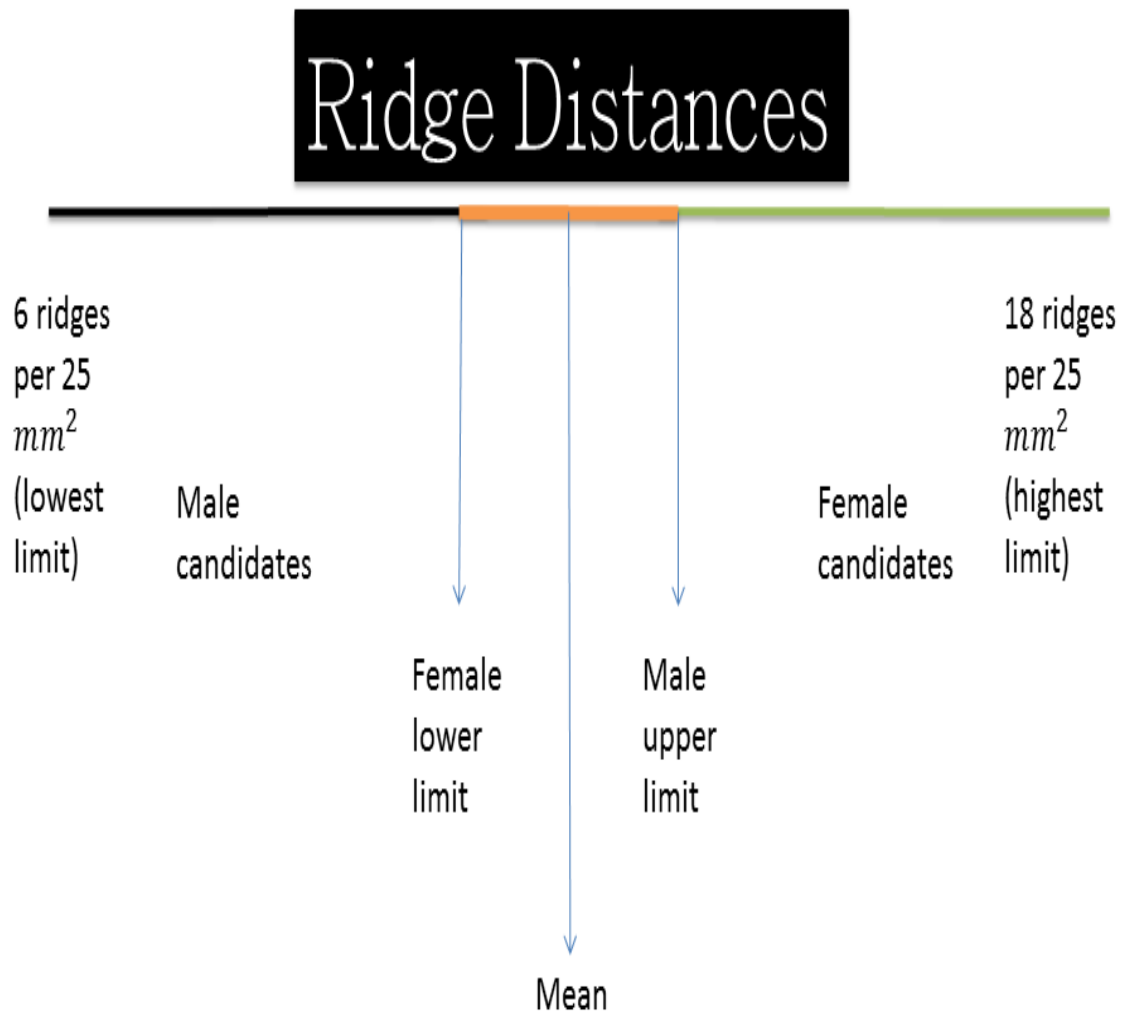 Ridge Distances
6 ridges
per 25
mm²
(lowest
limit)
Male
candidates
Female
lower
limit
Mean
Male
upper
limit
Female
candidates
18 ridges
per 25
mm²
(highest
limit)